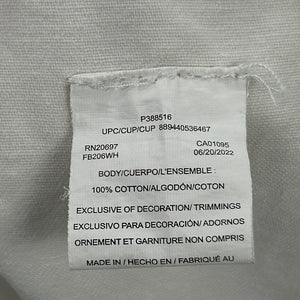 P388516
UPC/CUP/CUP 889440536467
RN20697 CA01095
FB206WH 06/20/2022
BODY/CUERPO/L'ENSEMBLE:
100% COTTON/ALGODÓN/COTON
EXCLUSIVE OF DECORATION/ TRIMMINGS
EXCLUSIVO PARA DECORACIÓN/ ADORNOS
ORNEMENT ET GARNITURE NON COMPRIS
MADE IN / HECHO EN / FABRIQUÉ AU